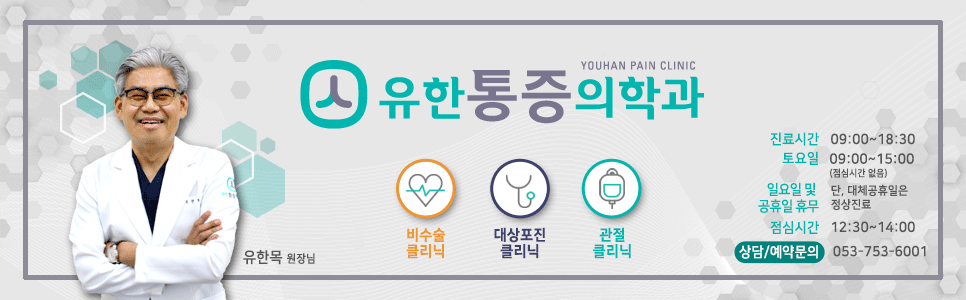 YOUHAN PAIN CLINIC
유한통증의학과
비수술
클리닉
대상포진
클리닉
관절
클리닉
유한목 원장님
진료시간 09:00~18:30
토요일 09:00~15:00
(점심시간 없음)
일요일 및
공휴일 휴무
단, 대체공휴일은
정상진료
점심시간 12:30~14:00
상담/예약문의 053-753-6001